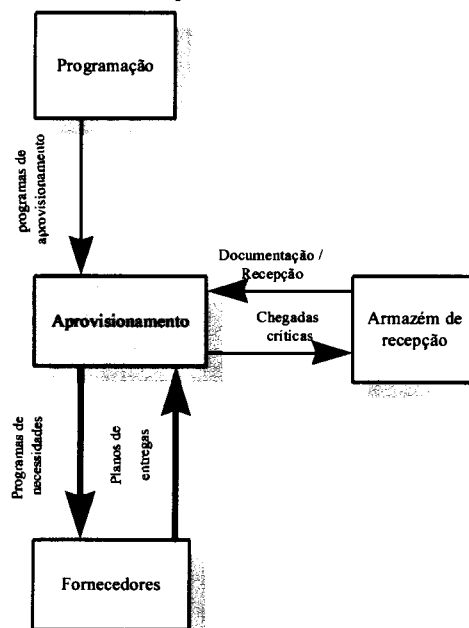 Programação
programas de
aprovisionamento
Documentação /
Recepção
Aprovisionamento
Chegadas
críticas
Armazém de
recepção
Programas de
necessidades
Planos de
entregas
Fornecedores